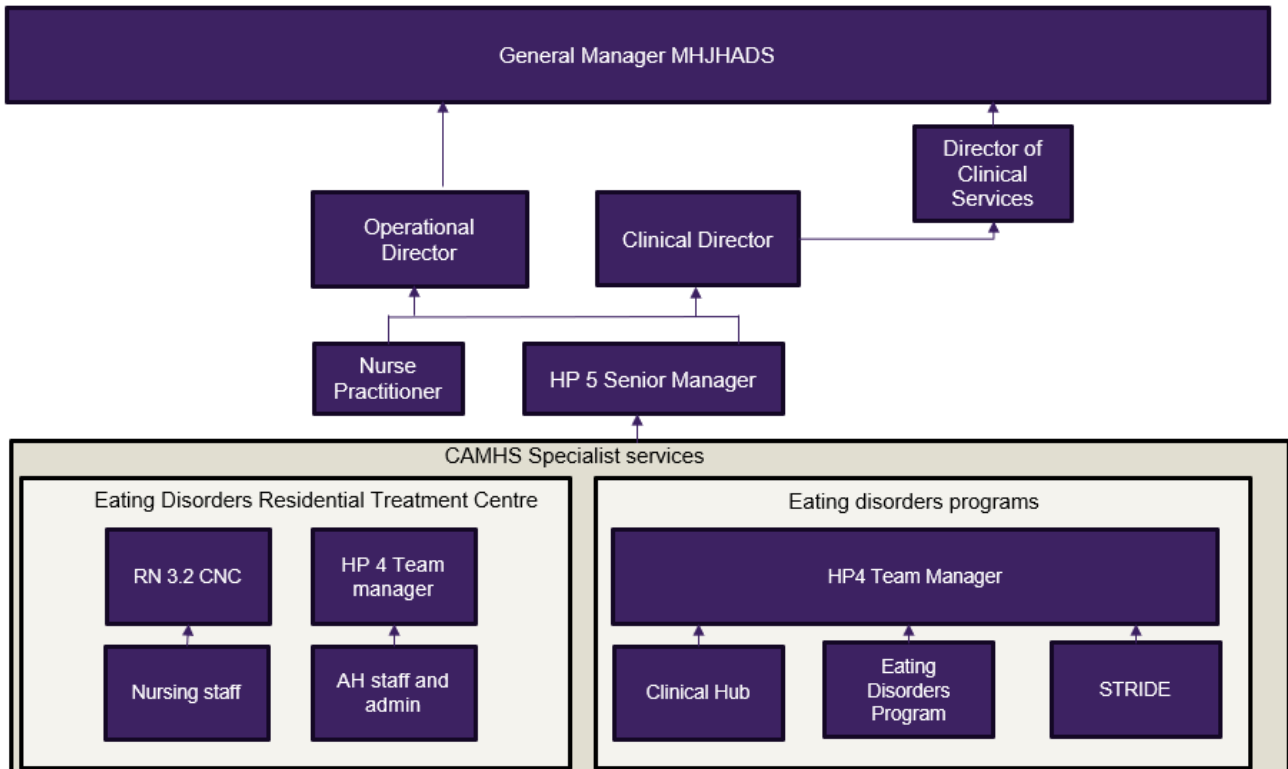 General Manager MHJHADS
Director of
Clinical
Services
Operational
Director
Clinical Director
Nurse
Practitioner
HP 5 Senior Manager
CAMHS Specialist services
Eating Disorders Residential Treatment Centre
Eating disorders programs
RN 3.2 CNC
HP 4 Team
manager
HP4 Team Manager
Nursing staff
AH staff and
admin
Clinical Hub
Eating
Disorders
Program
STRIDE